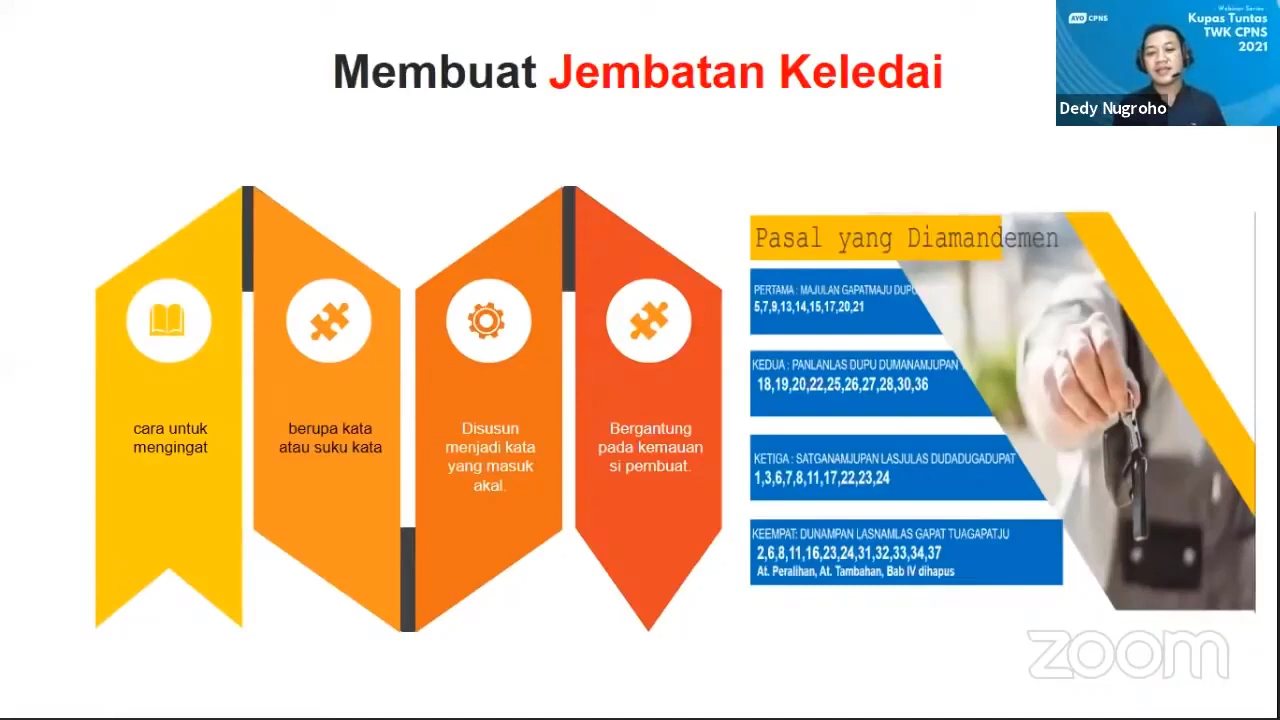 Membuat Jembatan Keledai
Webinar Series
Kupas Tuntas
TWK CPNS
2021
AYO CPNS
Dedy Nugroho
cara untuk
mengingat
berupa kata
atau suku kata
Disusun
menjadi kata
yang masuk
akal.
Bergantung
pada kemauan
si pembuat.
Pasal yang Diamandemen
PERTAMA : MAJULAN GAPATMAJU DUPU
5,7,9,13,14,15,17,20,21
KEDUA : PANLANLAS DUPU DUMANAMJUPAN
18,19,20,22,25,26,27,28,30,36
KETIGA : SATGANAMJUPAN LASJULAS DUDADUGADUPAT
1,3,6,7,8,11,17,22,23,24
KEEMPAT: DUNAMPAN LASNAMLAS GAPAT TUAGAPATJU
2,6,8,11,16,23,24,31,32,33,34,37
At. Peralihan, At. Tambahan, Bab IV dihapus
zoom